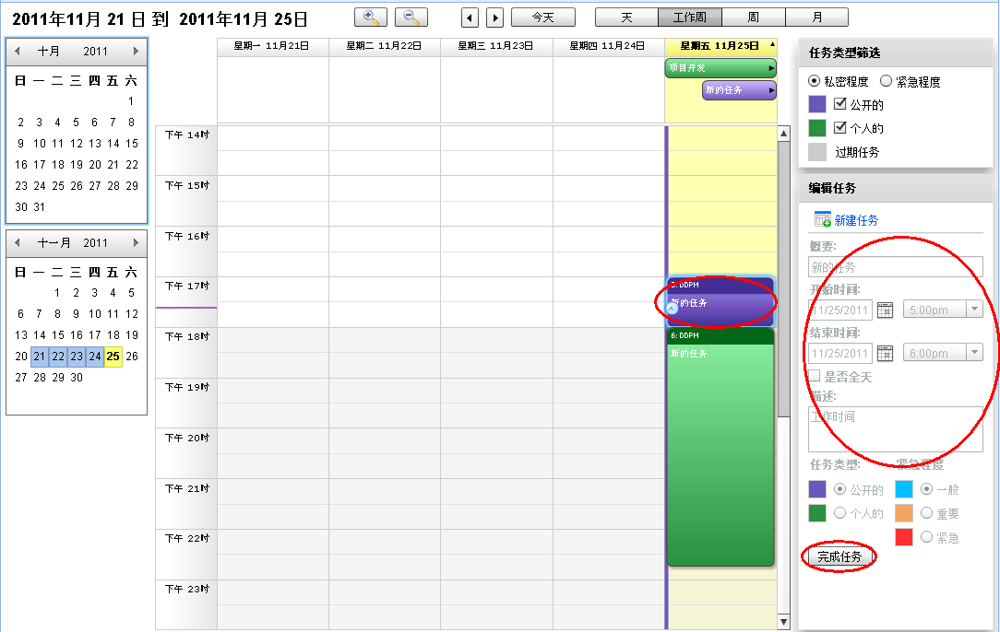 2011年11月 21 日 到 2011年11月 25日
今天
天 工作周 周 月
十月 2011
日 一 二 三 四 五 六
1
2 3 4 5 6 7 8
9 10 11 12 13 14 15
16 17 18 19 20 21 22
23 24 25 26 27 28 29
30 31
十一月 2011
日 一 二 三 四 五 六
1 2 3 4 5
6 7 8 9 10 11 12
13 14 15 16 17 18 19
20 21 22 23 24 25 26
27 28 29 30
星期一 11月21日 星期二 11月22日 星期三 11月23日 星期四 11月24日 星期五 11月25日
项目开发
新的任务
下午 14时
下午 15时
下午 16时
下午 17时
5:00PM
新的任务
下午 18时
6:00PM
新的任务
下午 19时
下午 20时
下午 21时
下午 22时
下午 23时
任务类型筛选
私密程度 紧急程度
公开的
个人的
过期任务
编辑任务
新建任务
概要:
新的任务
开始时间:
11/25/2011 5:00pm
结束时间:
11/25/2011 6:00pm
是否全天
描述:
工作时间
任务类型: 紧急程度
公开的 一般
个人的 重要
紧急
完成任务